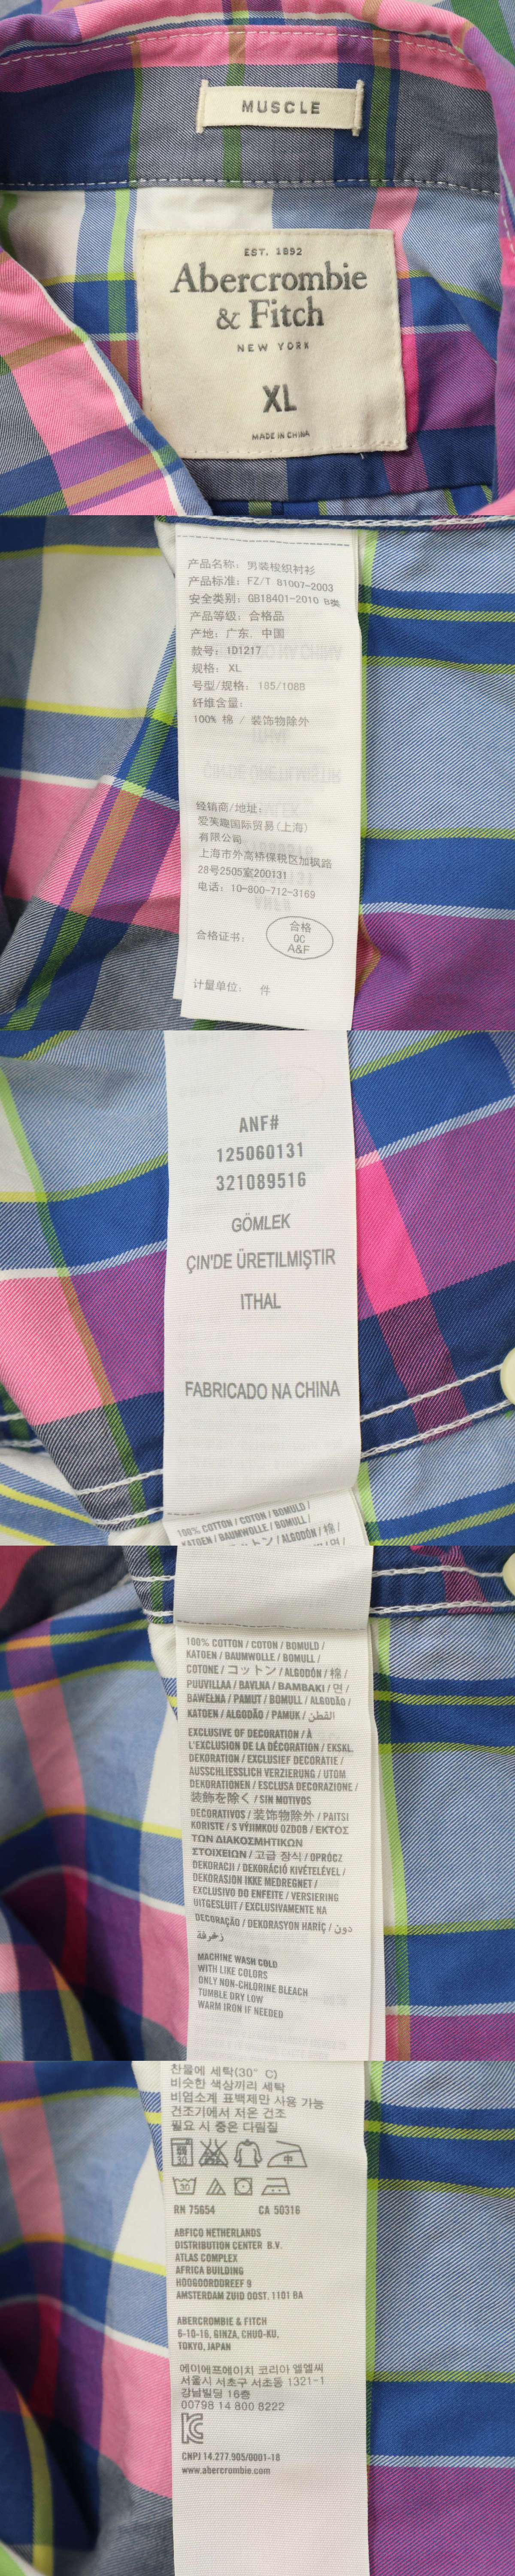 MUSCLE
EST. 1892
Abercrombie
& Fitch
NEW YORK
XL
MADE IN CHINA
产品名称: 男装梭织衬衫
产品标准: FZ/T 81007-2003
安全类别: GB18401-2010 B类
产品等级: 合格品
产地: 广东. 中国
款号: 1D1217
规格: XL
号型/规格: 185/108B
纤维含量:
100% 棉 / 装饰物除外
经销商/地址:
爱芙趣国际贸易(上海)
有限公司
上海市外高桥保税区加枫路
28号2505室200131
电话: 10-800-712-3169
合格证书:
合格
QC
A&F
计量单位: 件
ANF#
125060131
321089516
GÖMLEK
ÇIN'DE ÜRETILMIŞTIR
ITHAL
FABRICADO NA CHINA
100% COTTON / COTON / BOMULD /
KATOEN / BAUMWOLLE / BOMULL /
100% COTTON / COTON / BOMULD /
KATOEN / BAUMWOLLE / BOMULL /
COTONE / コットン / ALGODÓN / 棉 /
PUUVILLAA / BAVLNA / BAMBAKI / 면 /
BAWEŁNA / PAMUT / BOMULL / ALGODÃO /
KATOEN / ALGODÃO / PAMUK / القطن
EXCLUSIVE OF DECORATION / À
L'EXCLUSION DE LA DÉCORATION / EKSKL.
DEKORATION / EXCLUSIEF DECORATIE /
AUSSCHLIESSLICH VERZIERUNG / UTOM
DEKORATIONEN / ESCLUSA DECORAZIONE /
装飾を除く / SIN MOTIVOS
DECORATIVOS / 装饰物除外 / PAITSI
KORISTE / S VÝJIMKOU OZDOB / ΕΚΤΟΣ
ΤΩΝ ΔΙΑΚΟΣΜΗΤΙΚΩΝ
ΣΤΟΙΧΕΙΩΝ / 고급 장식 / OPRÓCZ
DEKORACJI / DEKORÁCIÓ KIVÉTELÉVEL /
DEKORASJON IKKE MEDREGNET /
EXCLUSIVO DO ENFEITE / VERSIERING
UITGESLUIT / EXCLUSIVAMENTE NA
DECORAÇÃO / DEKORASYON HARIÇ / دون
زخرفة
MACHINE WASH COLD
WITH LIKE COLORS
ONLY NON-CHLORINE BLEACH
TUMBLE DRY LOW
WARM IRON IF NEEDED
찬물에 세탁(30° C)
비슷한 색상끼리 세탁
비염소계 표백제만 사용 가능
건조기에서 저온 건조
필요 시 중온 다림질
30 中
30
RN 75654 CA 50316
ABFICO NETHERLANDS
DISTRIBUTION CENTER B.V.
ATLAS COMPLEX
AFRICA BUILDING
HOOGOORDDREEF 9
AMSTERDAM ZUID OOST, 1101 BA
ABERCROMBIE & FITCH
6-10-16, GINZA, CHUO-KU,
TOKYO, JAPAN
에이에프에이치 코리아 엘엘씨
서울시 서초구 서초동 1321-1
강남빌딩 16층
00798 14 800 8222
CNPJ 14.277.905/0001-18
www.abercrombie.com